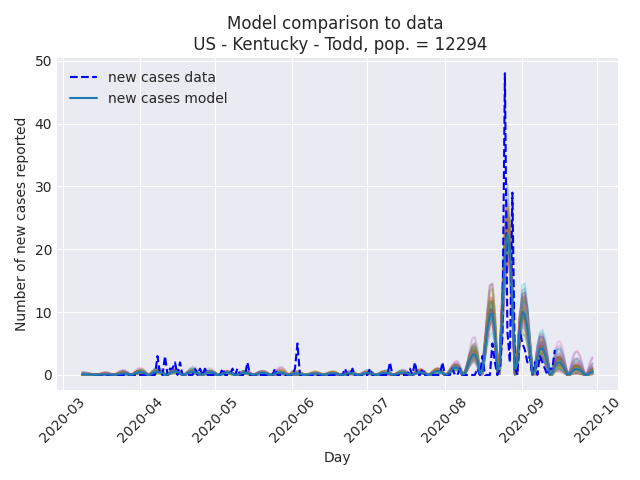 Model comparison to data
US - Kentucky - Todd, pop. = 12294
new cases data
new cases model
Number of new cases reported
50
40
30
20
10
0
2020-03
2020-04
2020-05
2020-06
2020-07
2020-08
2020-09
2020-10
Day